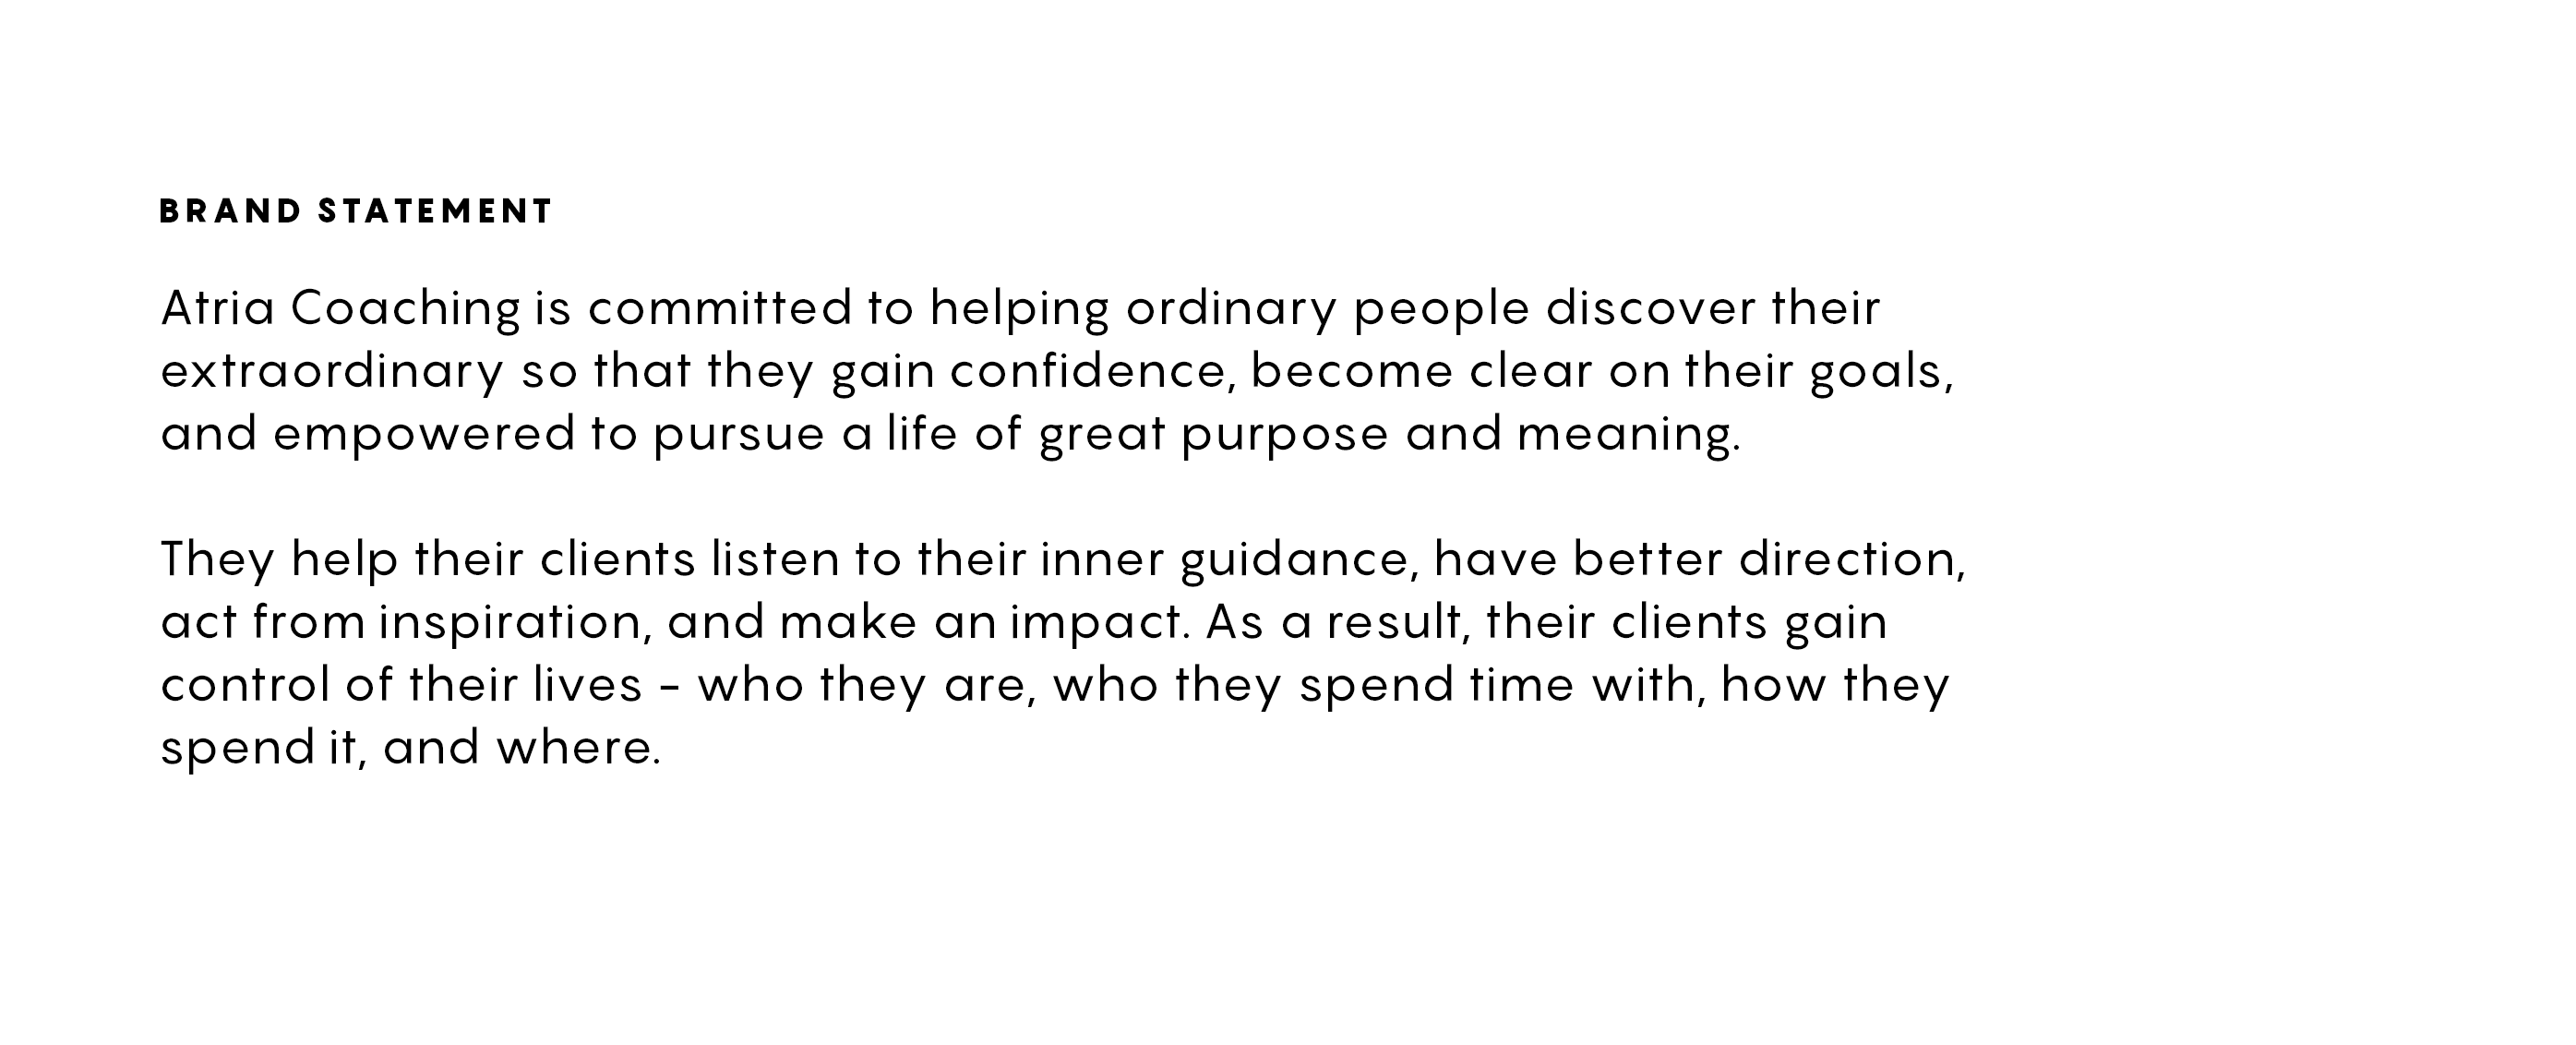 BRAND STATEMENT
Atria Coaching is committed to helping ordinary people discover their
extraordinary so that they gain confidence, become clear on their goals,
and empowered to pursue a life of great purpose and meaning.
They help their clients listen to their inner guidance, have better direction,
act from inspiration, and make an impact. As a result, their clients gain
control of their lives - who they are, who they spend time with, how they
spend it, and where.